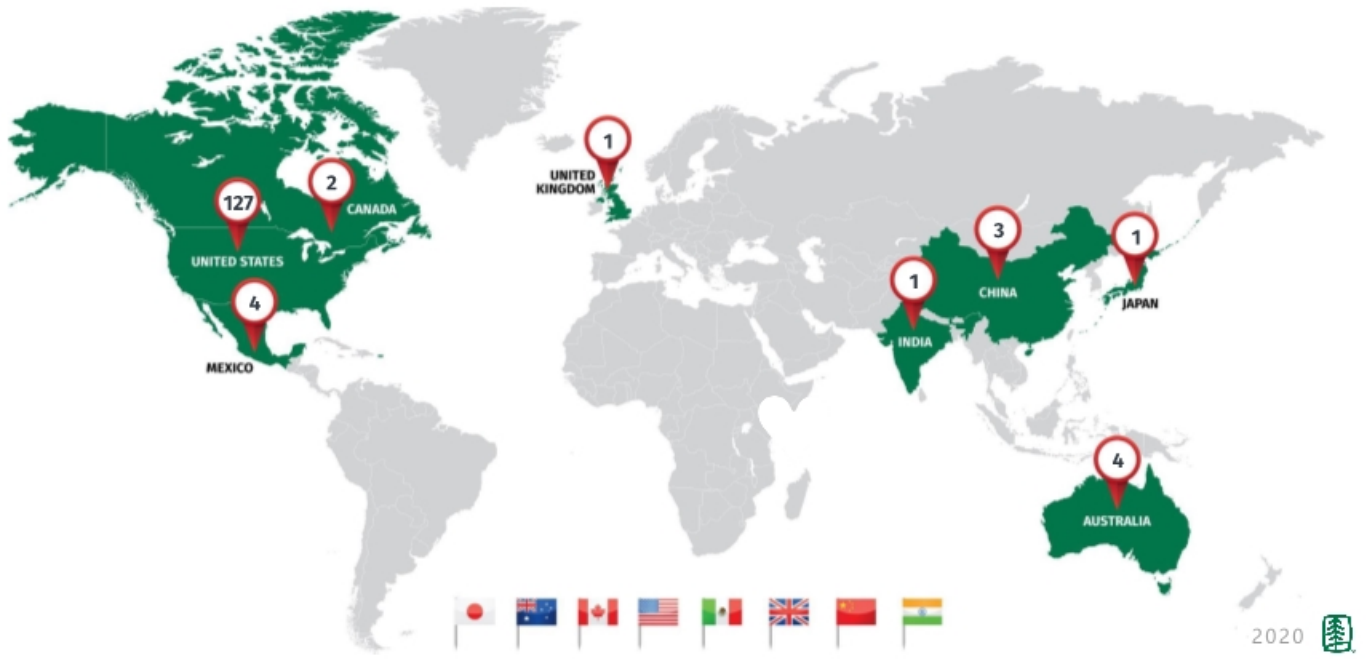 1
UNITED
KINGDOM
2
127
CANADA
3
1
UNITED STATES
1
CHINA
4
JAPAN
INDIA
MEXICO
4
AUSTRALIA
2020